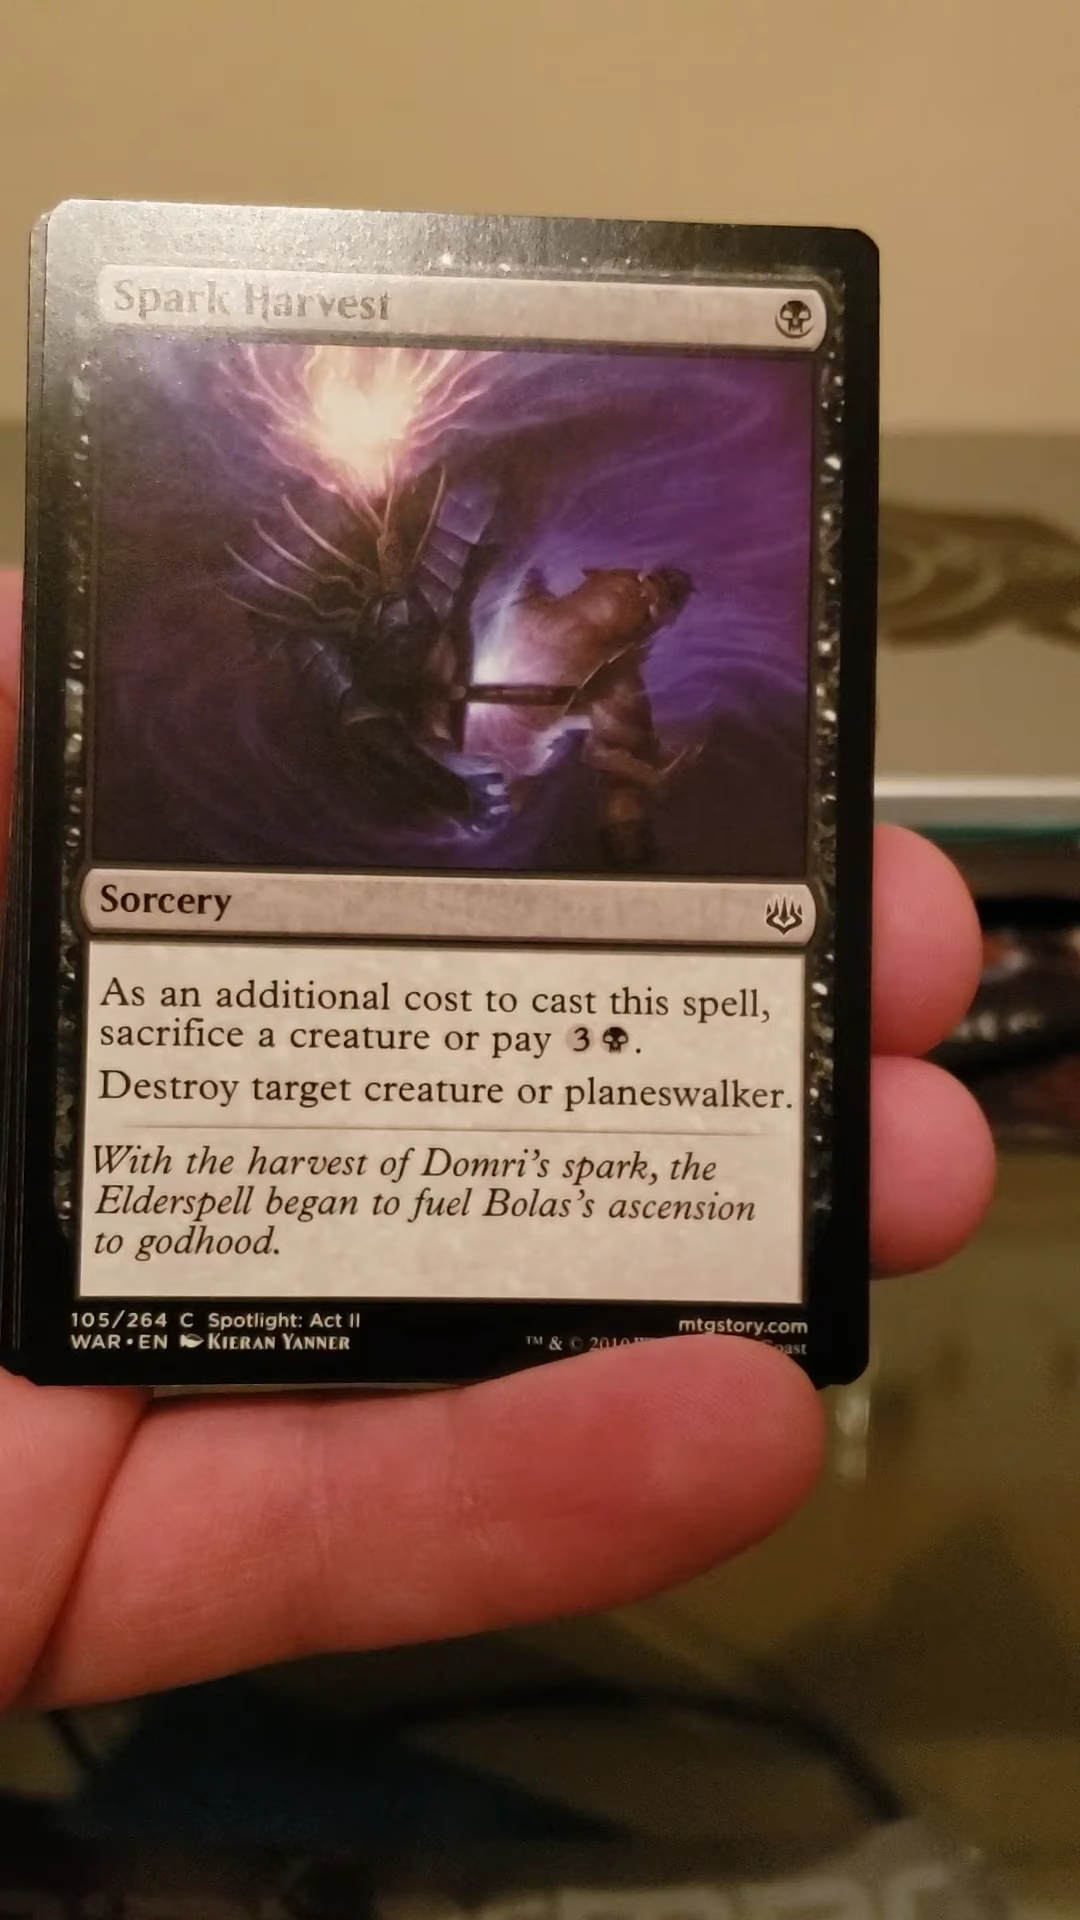 Spark Harvest
Sorcery
As an additional cost to cast this spell,
sacrifice a creature or pay 3.
Destroy target creature or planeswalker.
With the harvest of Domri's spark, the
Elderspell began to fuel Bolas's ascension
to godhood.
105/264 C Spotlight: Act II
mtgstory.com
WAR•EN KIERAN YANNER
™ & © 2019